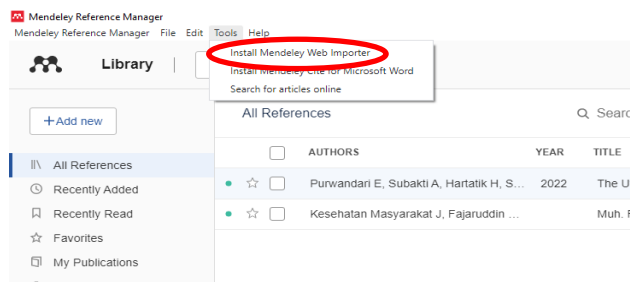 Mendeley Reference Manager
Mendeley Reference Manager File Edit Tools Help
Install Mendeley Web Importer
Install Mendeley Cite for Microsoft Word
Search for articles online
Library
+Add new
All References
Recently Added
Recently Read
Favorites
My Publications
All References
Searc
AUTHORS YEAR TITLE
Purwandari E, Subakti A, Hartatik H, S... 2022 The U
Kesehatan Masyarakat J, Fajaruddin ... Muh. F